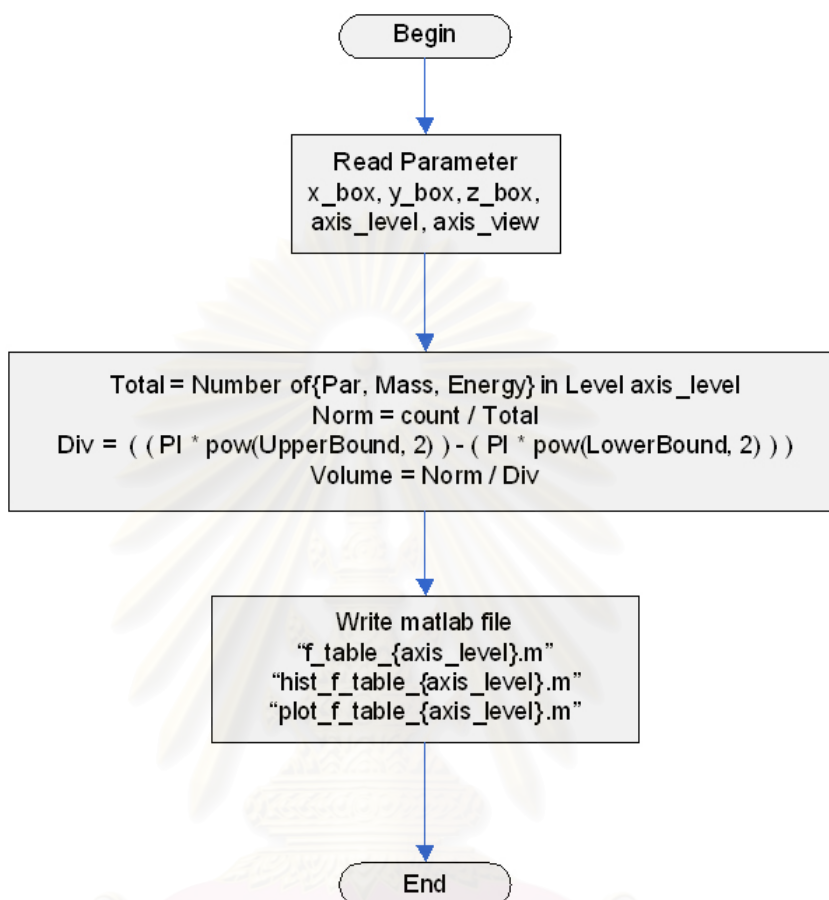 Begin
Read Parameter
x_box, y_box, z_box,
axis_level, axis_view
Total = Number of{Par, Mass, Energy} in Level axis_level
Norm = count / Total
Div = ( ( PI * pow(UpperBound, 2) ) - ( PI * pow(LowerBound, 2) ) )
Volume = Norm / Div
Write matlab file
“f_table_{axis_level}.m”
“hist_f_table_{axis_level}.m”
“plot_f_table_{axis_level}.m”
End